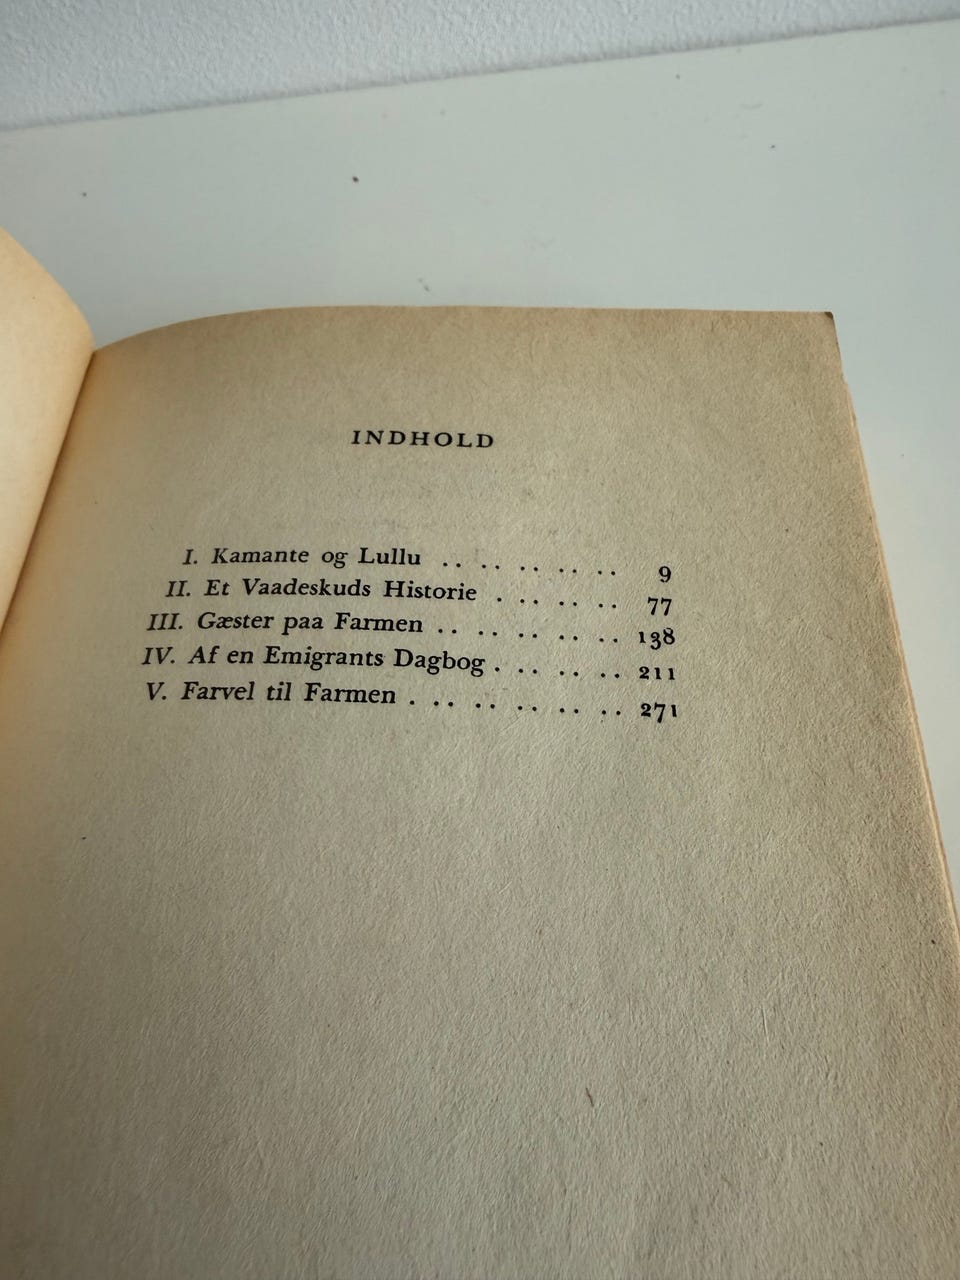 INDHOLD
I. Kamante og Lullu . . . . . . . . . . 9
II. Et Vaadeskuds Historie . . . . . . . 77
III. Gæster paa Farmen . . . . . . . . . . 138
IV. Af en Emigrants Dagbog . . . . . . . 211
V. Farvel til Farmen . . . . . . . . . . . 271